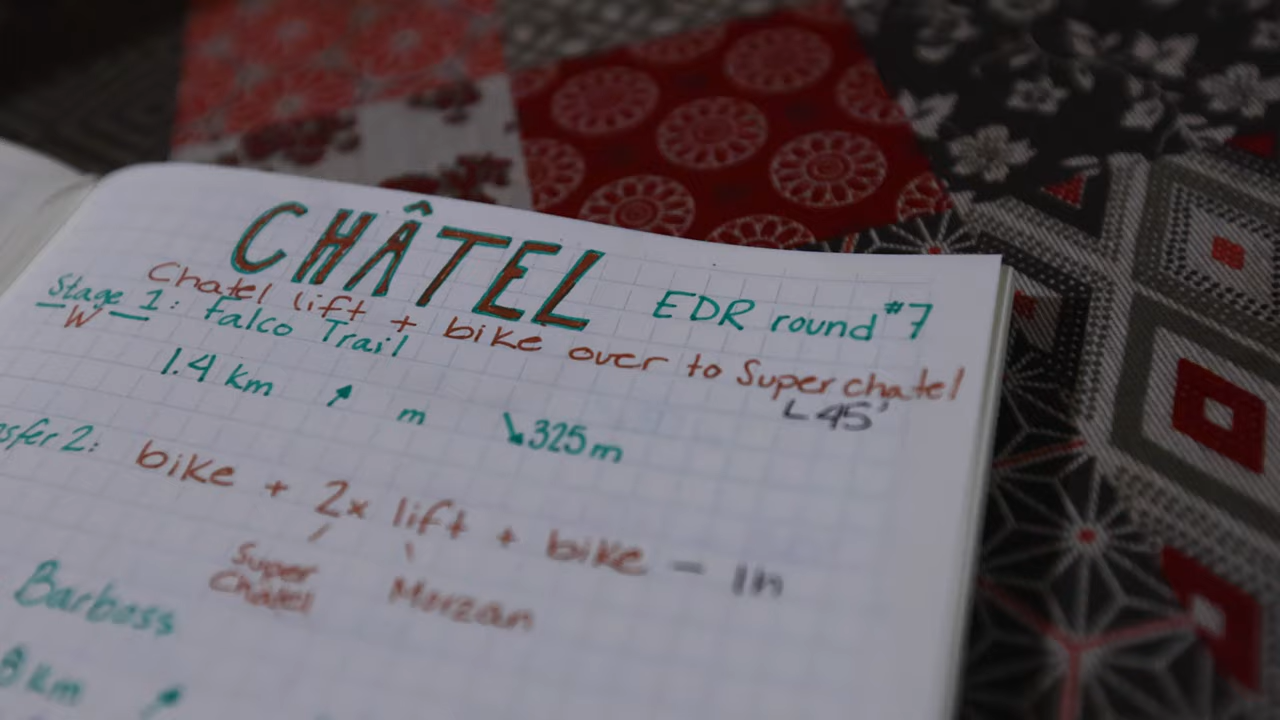 CHÂTEL EDR round #7
Chatel lift + bike over to Superchatel
Stage 1: Falco Trail
W
L 45'
1.4 km ↗ m ↘ 325m
sfer 2: bike + 2x lift + bike - 1h
Super Chatel
Morzan
Barboss
8 km ↗